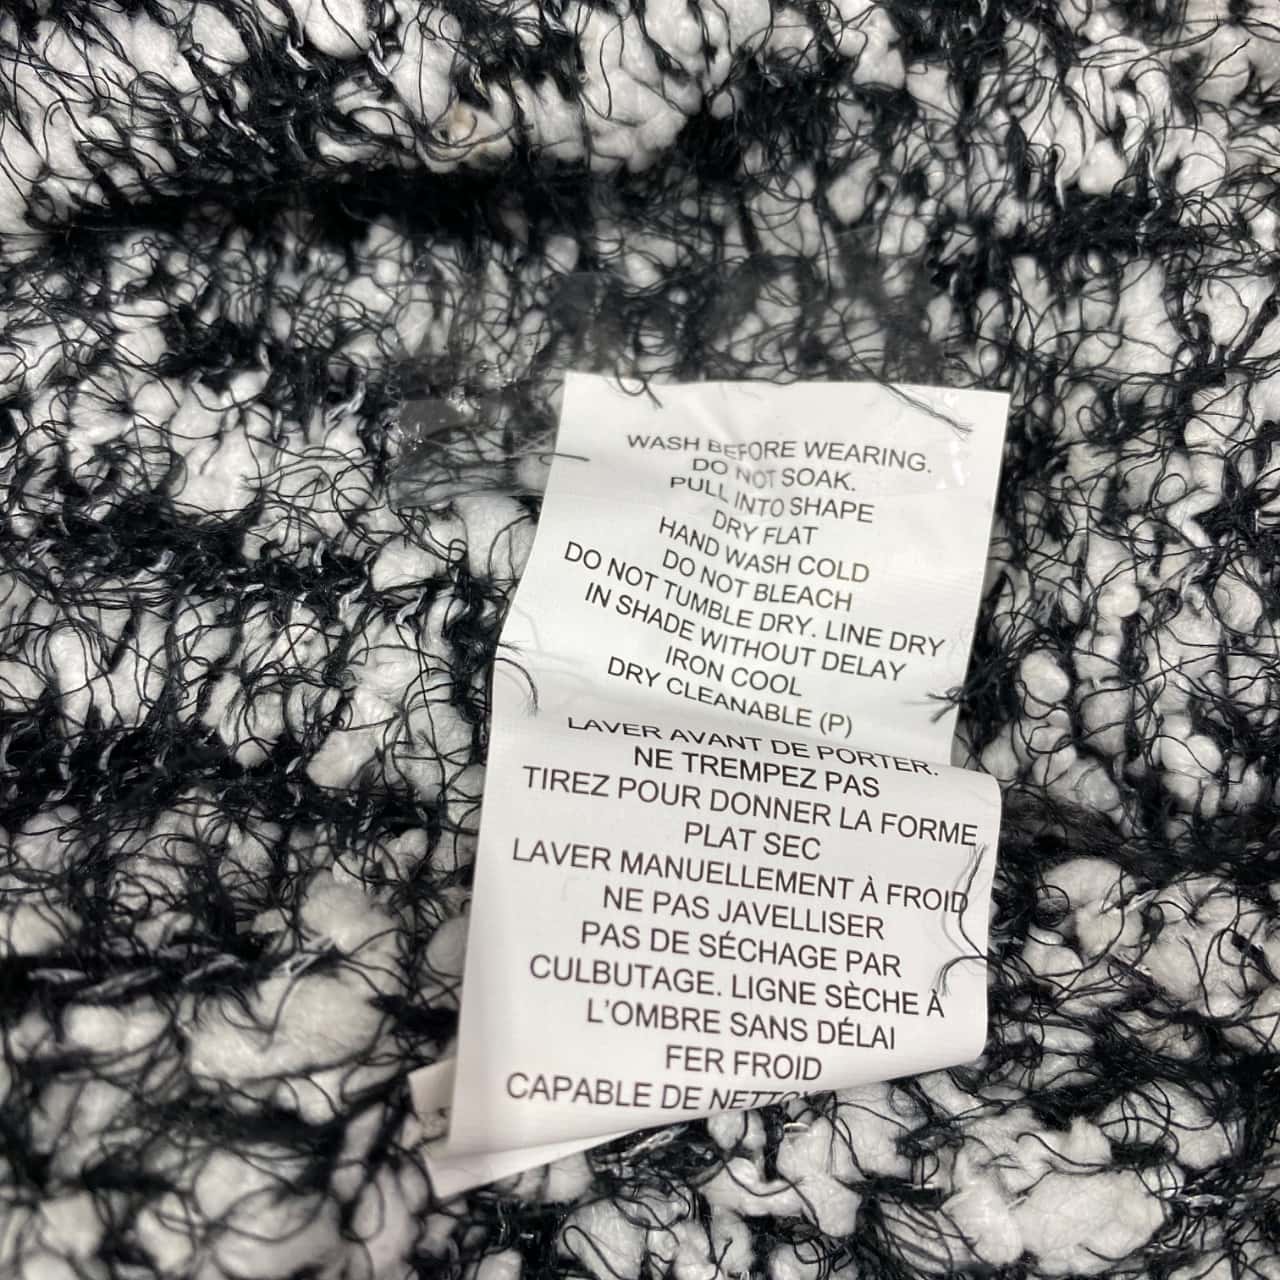 WASH BEFORE WEARING.
DO NOT SOAK.
PULL INTO SHAPE
DRY FLAT
HAND WASH COLD
DO NOT BLEACH
DO NOT TUMBLE DRY. LINE DRY
IN SHADE WITHOUT DELAY
IRON COOL
DRY CLEANABLE (P)
LAVER AVANT DE PORTER.
NE TREMPEZ PAS
TIREZ POUR DONNER LA FORME
PLAT SEC
LAVER MANUELLEMENT À FROID
NE PAS JAVELLISER
PAS DE SÉCHAGE PAR
CULBUTAGE. LIGNE SÈCHE À
L'OMBRE SANS DÉLAI
FER FROID
CAPABLE DE